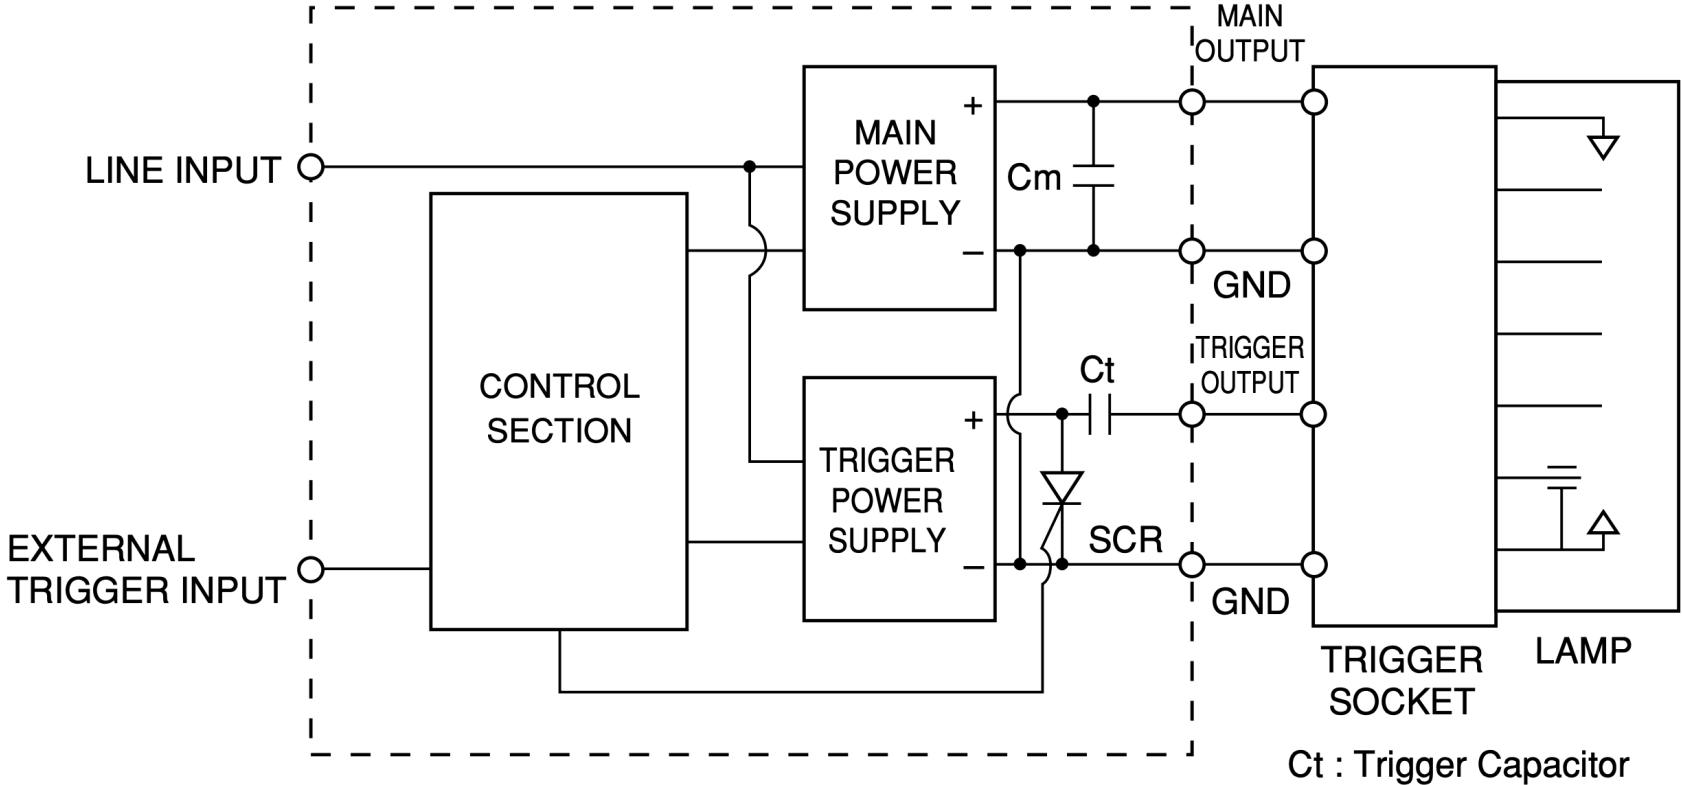 MAIN
OUTPUT
LINE INPUT
+
MAIN
POWER
SUPPLY
Cm
–
GND
CONTROL
SECTION
TRIGGER
OUTPUT
Ct
+
TRIGGER
POWER
SUPPLY
–
SCR
EXTERNAL
TRIGGER INPUT
GND
TRIGGER
SOCKET
LAMP
Ct : Trigger Capacitor